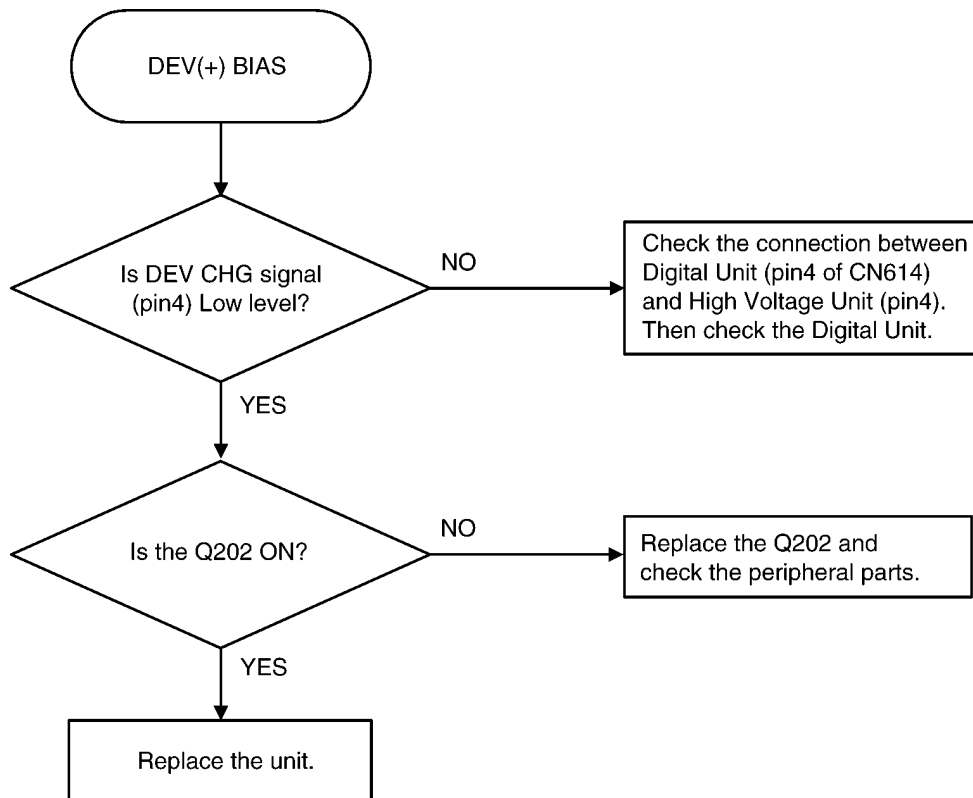 DEV(+) BIAS
Is DEV CHG signal
(pin4) Low level?
NO
Check the connection between
Digital Unit (pin4 of CN614)
and High Voltage Unit (pin4).
Then check the Digital Unit.
YES
Is the Q202 ON?
NO
Replace the Q202 and
check the peripheral parts.
YES
Replace the unit.